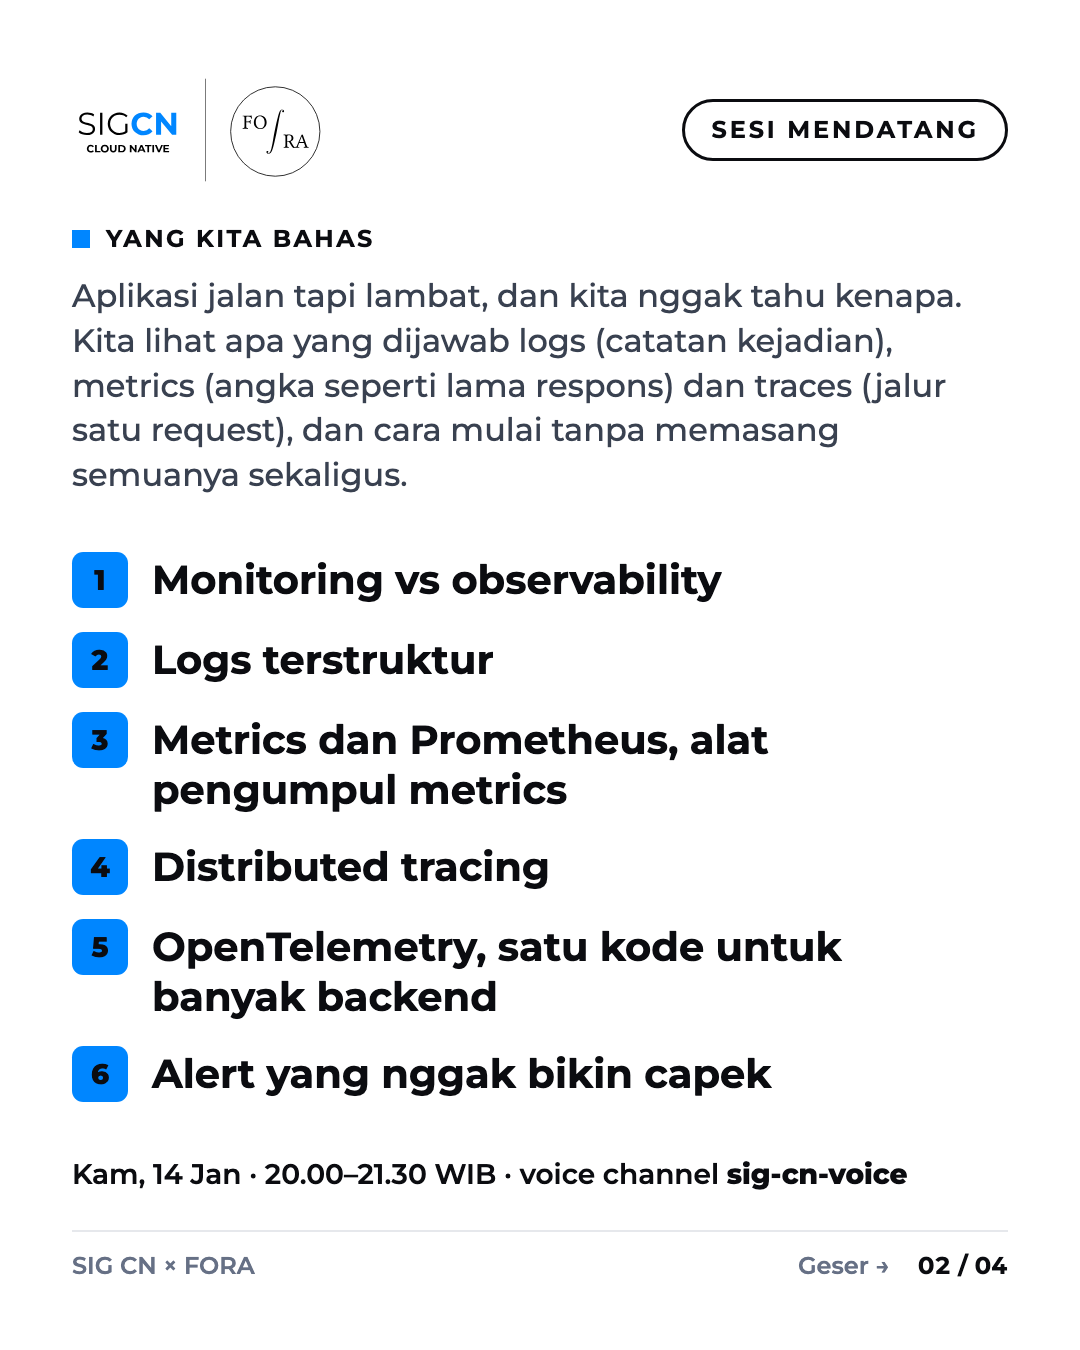 SIGCN
CLOUD NATIVE
FO
RA
SESI MENDATANG
YANG KITA BAHAS
Aplikasi jalan tapi lambat, dan kita nggak tahu kenapa.
Kita lihat apa yang dijawab logs (catatan kejadian),
metrics (angka seperti lama respons) dan traces (jalur
satu request), dan cara mulai tanpa memasang
semuanya sekaligus.
1 Monitoring vs observability
2 Logs terstruktur
3 Metrics dan Prometheus, alat
pengumpul metrics
4 Distributed tracing
5 OpenTelemetry, satu kode untuk
banyak backend
6 Alert yang nggak bikin capek
Kam, 14 Jan · 20.00–21.30 WIB · voice channel sig-cn-voice
SIG CN × FORA
Geser → 02 / 04